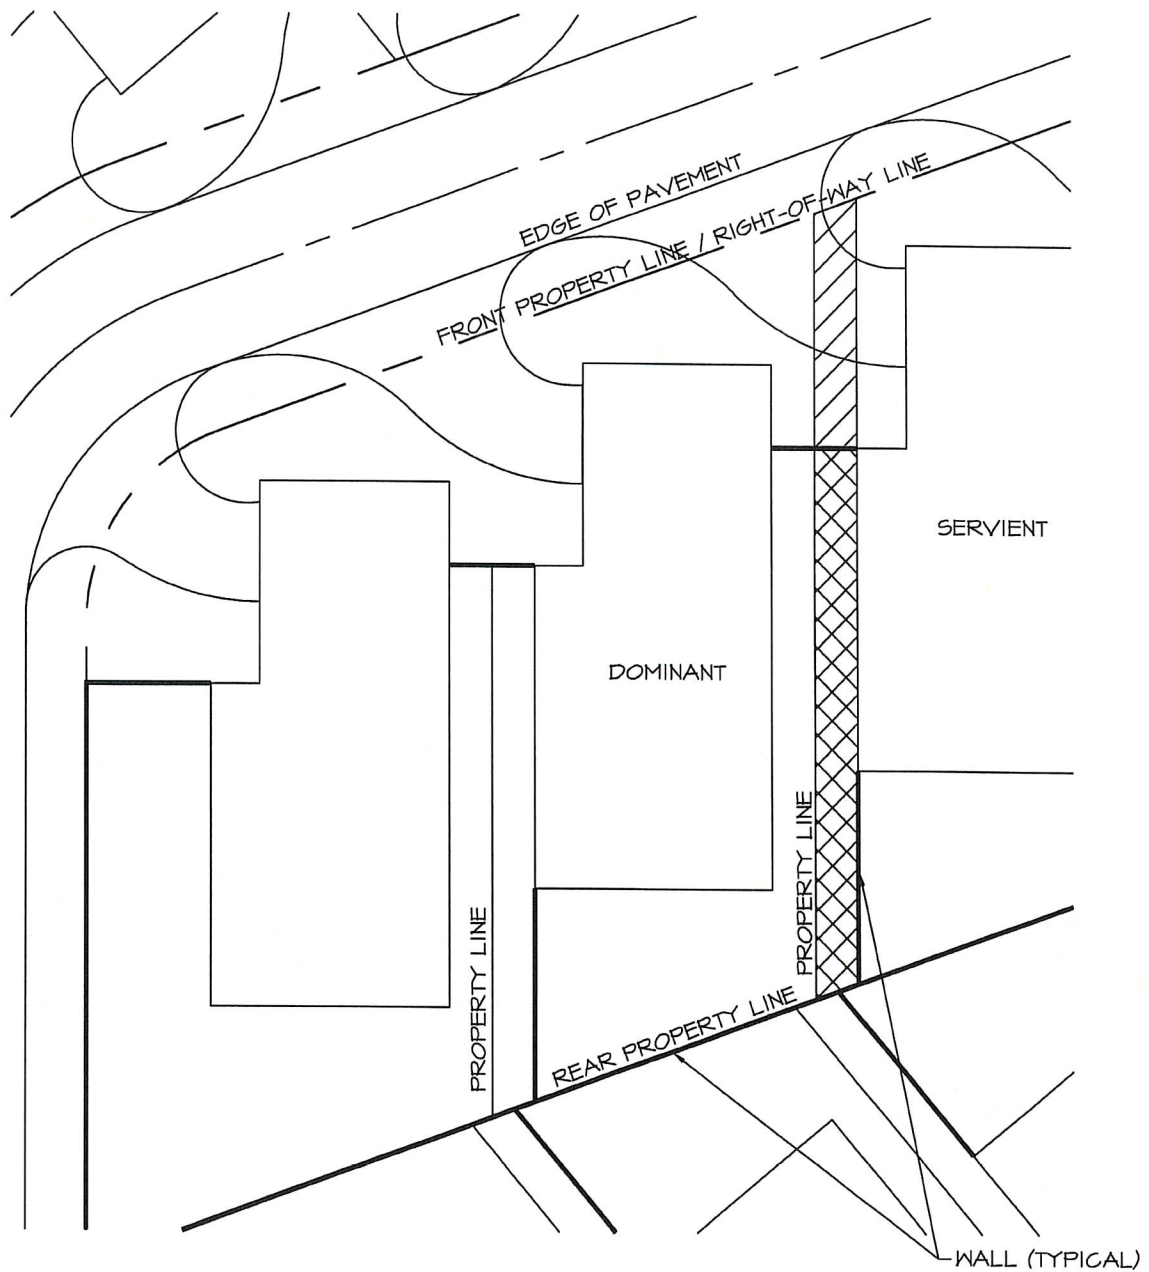 EDGE OF PAVEMENT
FRONT PROPERTY LINE / RIGHT-OF-WAY LINE
SERVIENT
DOMINANT
PROPERTY LINE
PROPERTY LINE
REAR PROPERTY LINE
WALL (TYPICAL)